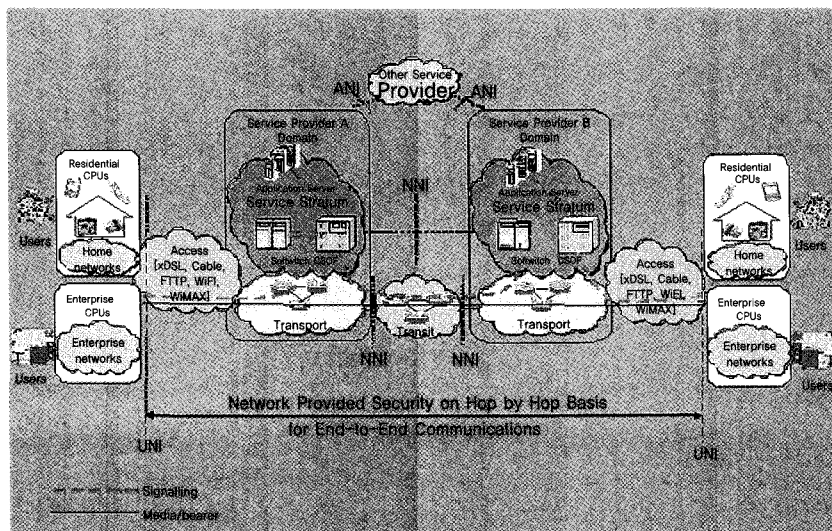 Other Service
Provider
ANI
ANI
Service Provider A
Domain
Service Provider B
Domain
Residential
CPUs
Users
Home
networks
Enterprise
CPUs
Enterprise
networks
Users
Access
[xDSL, Cable,
FTTP, WiFi,
WiMAX]
Application Server
Service Stratum
Softwitch CSCF
Transport
NNI
Transit
NNI
NNI
Application Server
Service Stratum
Softwitch CSCF
Transport
Access
[xDSL, Cable,
FTTP, WiFi,
WiMAX]
Residential
CPUs
Users
Home
networks
Enterprise
CPUs
Enterprise
networks
Users
Network Provided Security on Hop by Hop Basis
for End-to-End Communications
UNI
UNI
Signalling
Media/bearer